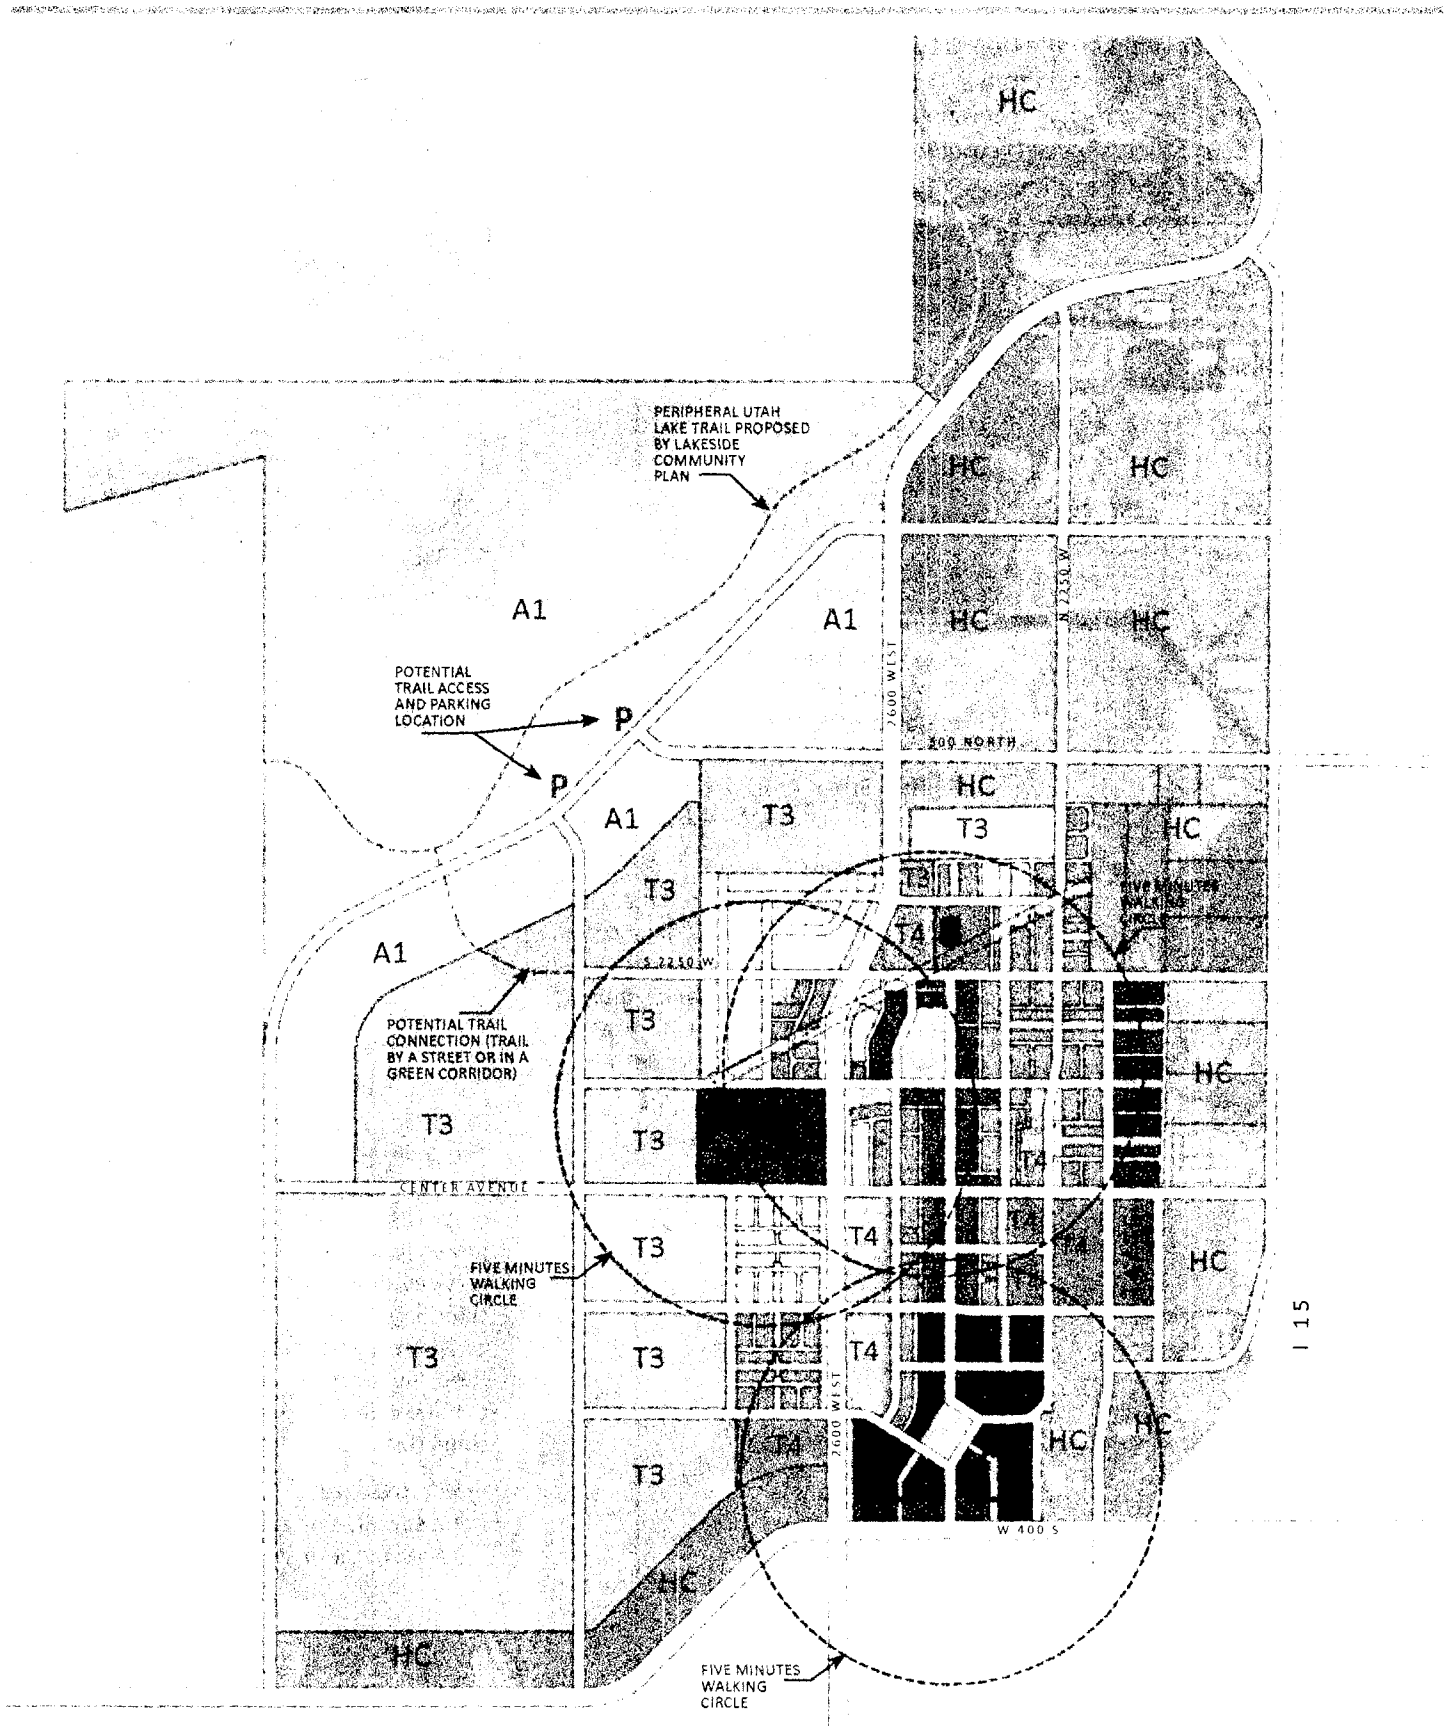 HC
PERIPHERAL UTAH
LAKE TRAIL PROPOSED
BY LAKESIDE
COMMUNITY
PLAN
HC
HC
A1
A1
HC
N 2250 W
HC
POTENTIAL
TRAIL ACCESS
AND PARKING
LOCATION
P
2600 WEST
300 NORTH
P
HC
A1
T3
T3
HC
T3
T3
FIVE MINUTES
WALKING
CIRCLE
T4
A1
S 2250 W
T3
POTENTIAL TRAIL
CONNECTION (TRAIL
BY A STREET OR IN A
GREEN CORRIDOR)
HC
T3
T3
T4
CENTER AVENUE
T3
T4
T4
T4
HC
FIVE MINUTES
WALKING
CIRCLE
I 15
T3
T3
T4
2600 WEST
T4
HC
HC
T3
W 400 S
HC
HC
FIVE MINUTES
WALKING
CIRCLE